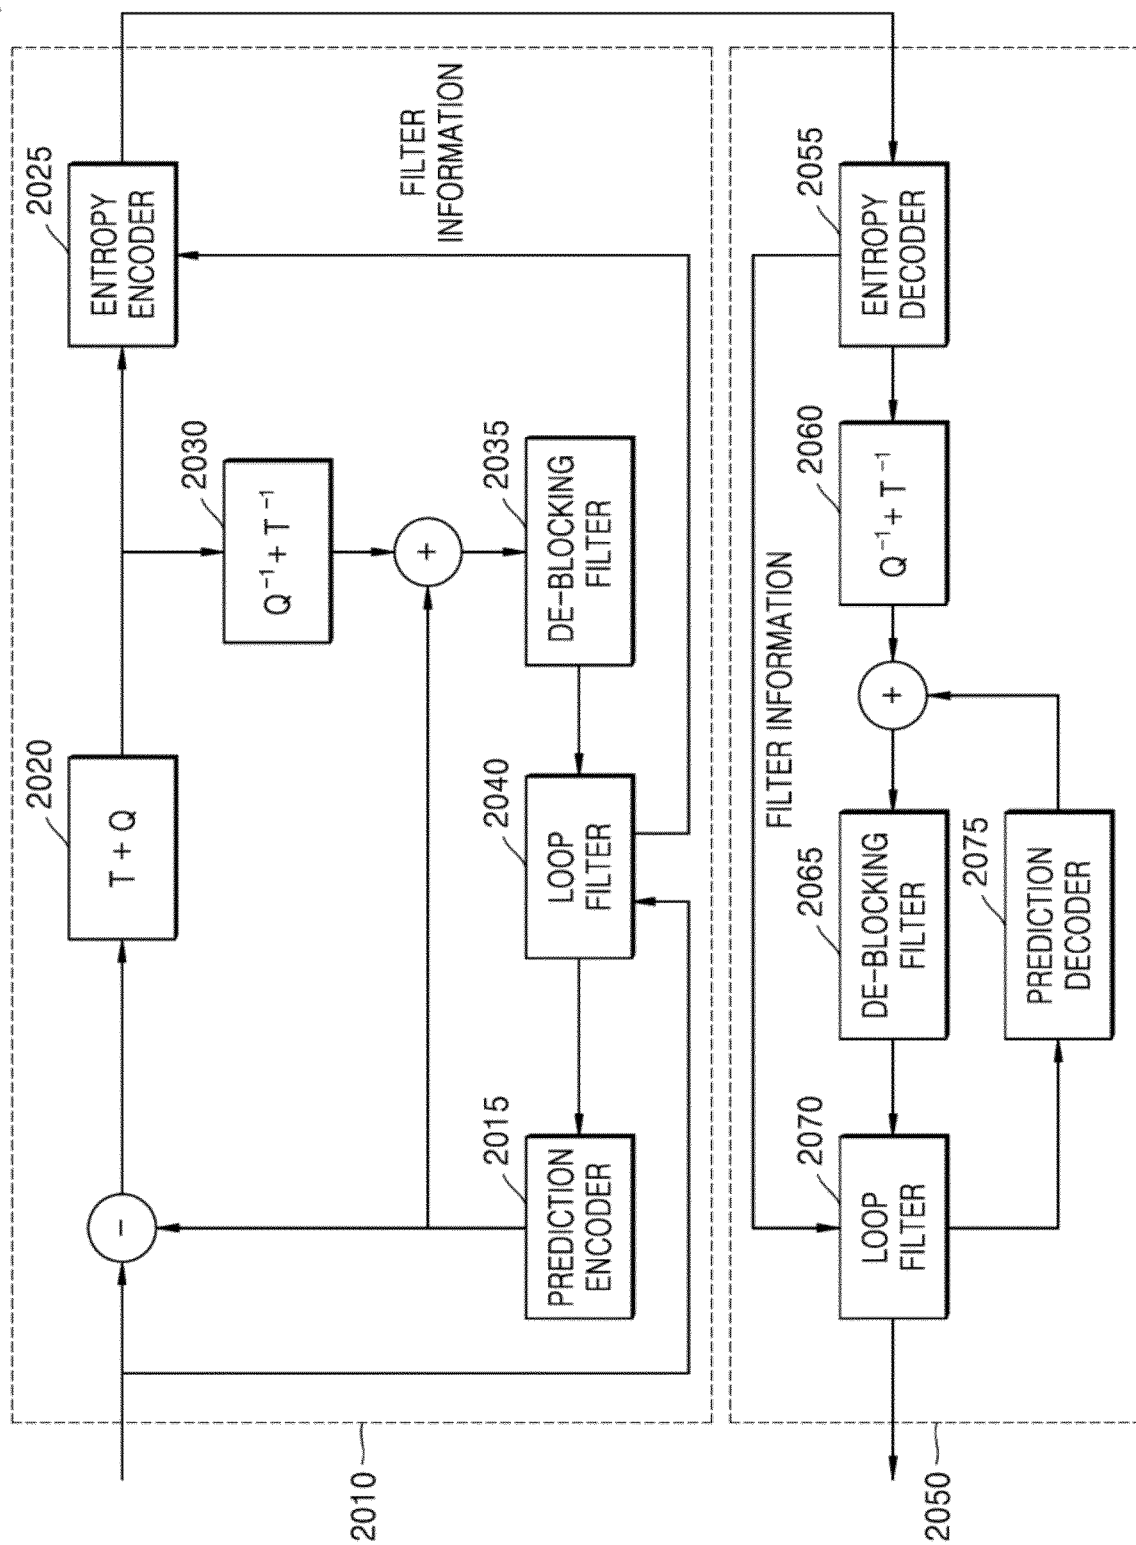 2010
-
T + Q
2020
ENTROPY
ENCODER
2025
Q⁻¹ + T⁻¹
2030
+
PREDICTION
ENCODER
2015
LOOP
FILTER
2040
DE-BLOCKING
FILTER
2035
FILTER
INFORMATION
2050
FILTER INFORMATION
LOOP
FILTER
2070
DE-BLOCKING
FILTER
2065
+
Q⁻¹ + T⁻¹
2060
ENTROPY
DECODER
2055
PREDICTION
DECODER
2075